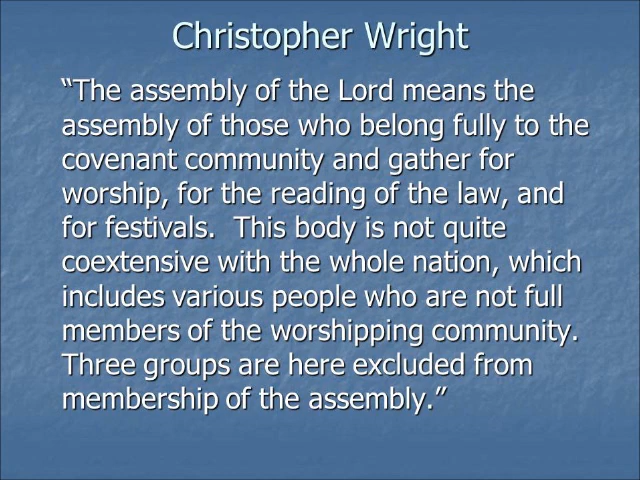 Christopher Wright
“The assembly of the Lord means the
assembly of those who belong fully to the
covenant community and gather for
worship, for the reading of the law, and
for festivals.  This body is not quite
coextensive with the whole nation, which
includes various people who are not full
members of the worshipping community.
Three groups are here excluded from
membership of the assembly.”